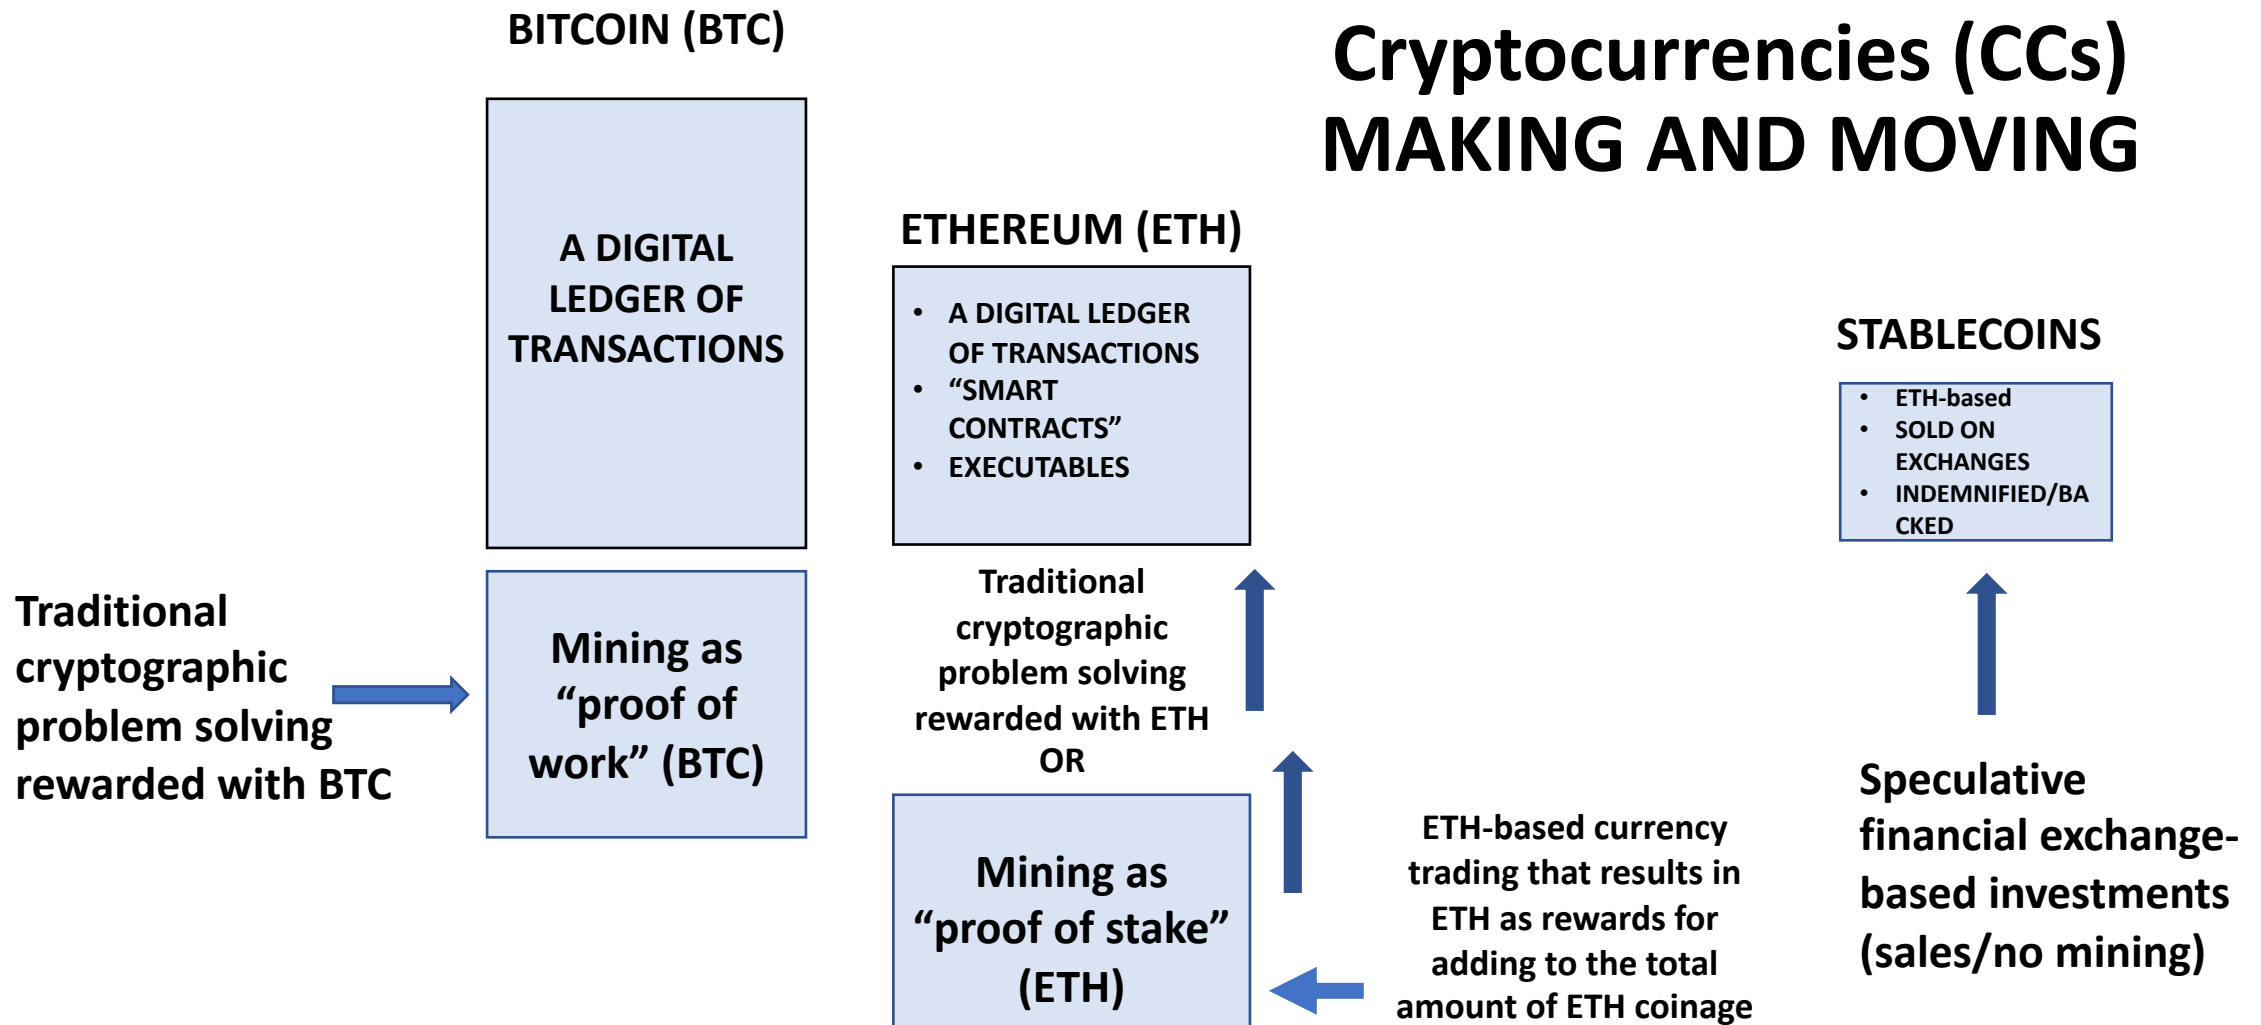 BITCOIN (BTC)
Cryptocurrencies (CCs)
MAKING AND MOVING
A DIGITAL
LEDGER OF
TRANSACTIONS
ETHEREUM (ETH)
• A DIGITAL LEDGER
OF TRANSACTIONS
• “SMART
CONTRACTS”
• EXECUTABLES
STABLECOINS
• ETH-based
• SOLD ON
EXCHANGES
• INDEMNIFIED/BA
CKED
Traditional
cryptographic
problem solving
rewarded with BTC
Mining as
“proof of
work” (BTC)
Traditional
cryptographic
problem solving
rewarded with ETH
OR
Mining as
“proof of stake”
(ETH)
ETH-based currency
trading that results in
ETH as rewards for
adding to the total
amount of ETH coinage
Speculative
financial exchange-
based investments
(sales/no mining)